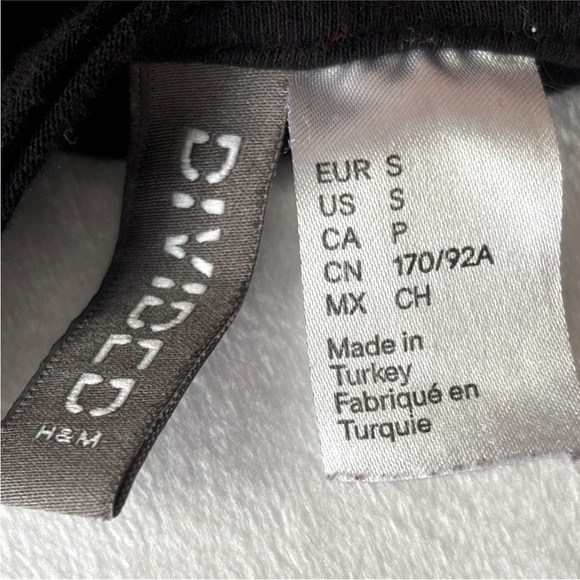 DIVIDED
H&M
EUR S
US S
CA P
CN 170/92A
MX CH
Made in
Turkey
Fabriqué en
Turquie